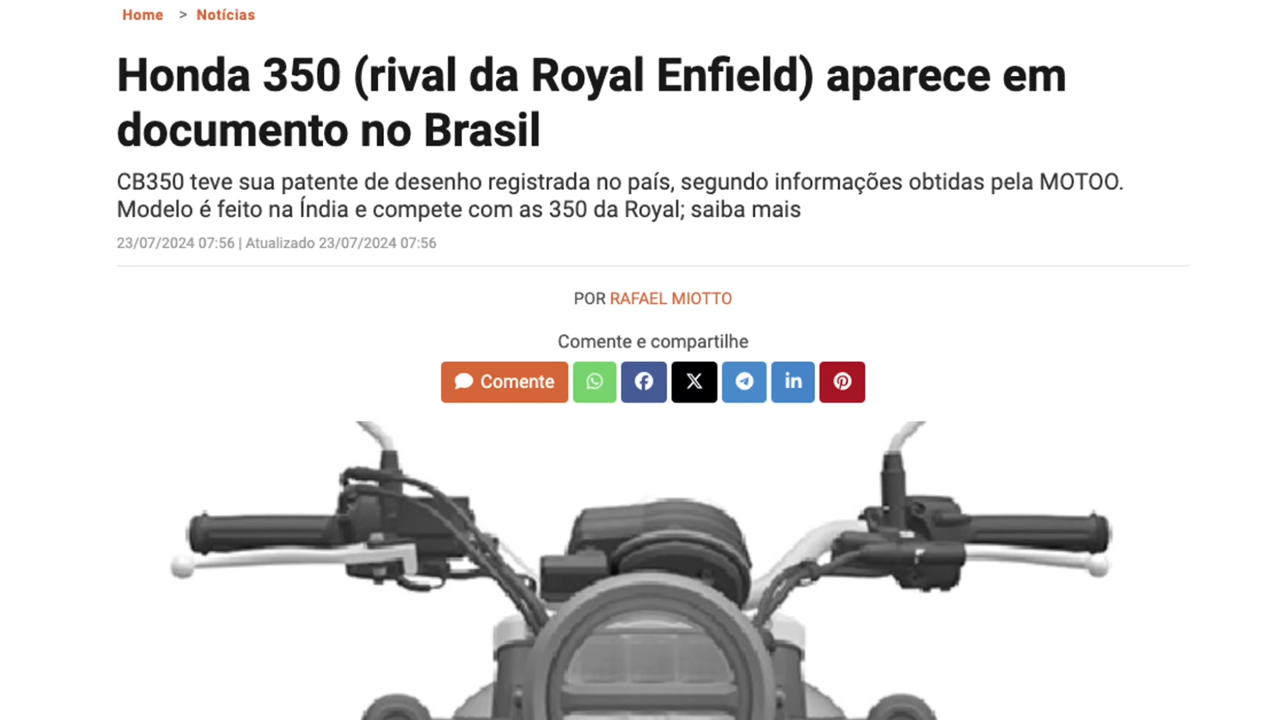 Home > Notícias
Honda 350 (rival da Royal Enfield) aparece em
documento no Brasil
CB350 teve sua patente de desenho registrada no país, segundo informações obtidas pela MOTOO.
Modelo é feito na Índia e compete com as 350 da Royal; saiba mais
23/07/2024 07:56 | Atualizado 23/07/2024 07:56
POR RAFAEL MIOTTO
Comente e compartilhe
Comente